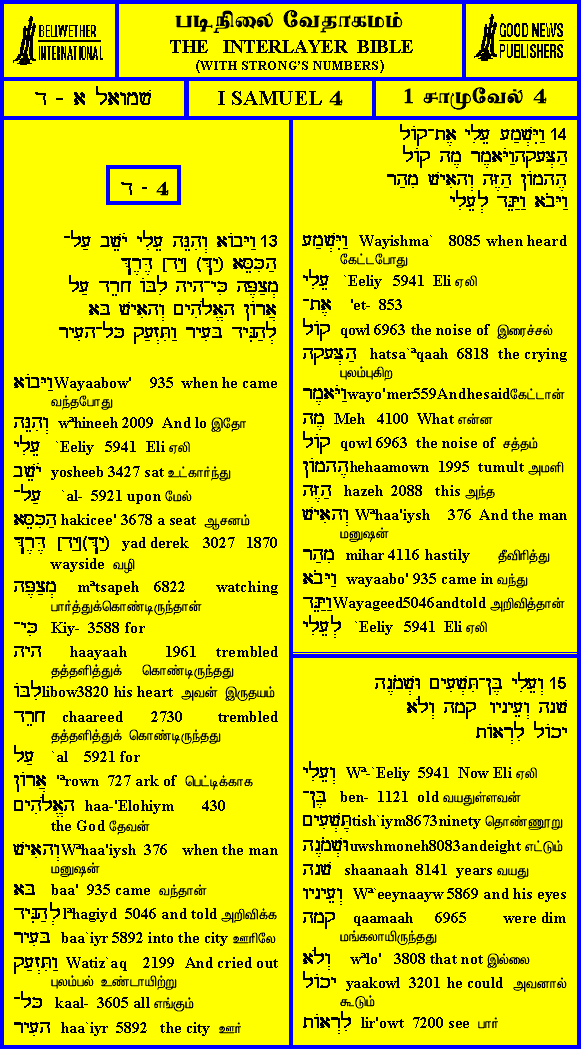 BELLWETHER
INTERNATIONAL
படிநிலை வேதாகமம்
THE INTERLAYER BIBLE
(WITH STRONG'S NUMBERS)
GOOD NEWS
PUBLISHERS
שמואל א - ד
I SAMUEL 4
1 சாமுவேல் 4
ד - 4
13 וַיָּבוֹא וְהִנֵּה עֵלִי יֹשֵׁב עַל־
הַכִּסֵּא (יַךְ) [יַד] דֶּרֶךְ
מְצַפֶּה כִּי־הָיָה לִבּוֹ חָרֵד עַל
אֲרוֹן הָאֱלֹהִים וְהָאִישׁ בָּא
לְהַגִּיד בָּעִיר וַתִּזְעַק כָּל־הָעִיר
וַיָּבוֹא Wayaabow' 935 when he came
வந்தபோது
וְהִנֵּה wªhineeh 2009 And lo இதோ
עֵלִי `Eeliy 5941 Eli ஏலி
יֹשֵׁב yosheeb 3427 sat உட்கார்ந்து
עַל־ `al- 5921 upon மேல்
הַכִּסֵּא hakicee' 3678 a seat ஆசனம்
(יַךְ) [יַד] דֶּרֶךְ yad derek 3027 1870
wayside வழி
מְצַפֶּה mªtsapeh 6822 watching
பார்த்துக்கொண்டிருந்தான்
כִּי־ Kiy- 3588 for
הָיָה haayaah 1961 trembled
தத்தளித்துக் கொண்டிருந்தது
לִבּוֹ libow3820 his heart அவன் இருதயம்
חָרֵד chaareed 2730 trembled
தத்தளித்துக் கொண்டிருந்தது
עַל `al 5921 for
אֲרוֹן 'ªrown 727 ark of பெட்டிக்காக
הָאֱלֹהִים haa-'Elohiym 430
the God தேவன்
וְהָאִישׁ Wªhaa'iysh 376 when the man
மனுஷன்
בָּא baa' 935 came வந்தான்
לְהַגִּיד lªhagiyd 5046 and told அறிவிக்க
בָּעִיר baa`iyr 5892 into the city ஊரிலே
וַתִּזְעַק Watiz`aq 2199 And cried out
புலம்பல் உண்டாயிற்று
כָּל־ kaal- 3605 all எங்கும்
הָעִיר haa`iyr 5892 the city ஊர்
14 וַיִּשְׁמַע עֵלִי אֶת־קוֹל
הַצְּעָקָהוַיֹּאמֶר מֶה קוֹל
הֶהָמוֹן הַזֶּה וְהָאִישׁ מִהַר
וַיָּבֹא וַיַּגֵּד לְעֵלִי
וַיִּשְׁמַע Wayishma` 8085 when heard
கேட்டபோது
עֵלִי `Eeliy 5941 Eli ஏலி
אֶת־ 'et- 853
קוֹל qowl 6963 the noise of இரைச்சல்
הַצְּעָקָה hatsa`ªqaah 6818 the crying
புலம்புகிற
וַיֹּאמֶר wayo'mer559Andhesaidகேட்டான்
מֶה Meh 4100 What என்ன
קוֹל qowl 6963 the noise of சத்தம்
הֶהָמוֹן hehaamown 1995 tumult அமளி
הַזֶּה hazeh 2088 this அந்த
וְהָאִישׁ Wªhaa'iysh 376 And the man
மனுஷன்
מִהַר mihar 4116 hastily தீவிரித்து
וַיָּבֹא wayaabo' 935 came in வந்து
וַיַּגֵּד Wayageed5046andtold அறிவித்தான்
לְעֵלִי `Eeliy 5941 Eli ஏலி
15 וְעֵלִי בֶּן־תִּשְׁעִים וּשְׁמֹנֶה
שָׁנָה וְעֵינָיו קָמָה וְלֹא
יָכוֹל לִרְאוֹת
וְעֵלִי Wª-`Eeliy 5941 Now Eli ஏலி
בֶּן־ ben- 1121 old வயதுள்ளவன்
תִּשְׁעִים tish`iym8673ninety தொண்ணூறு
וּשְׁמֹנֶה uwshmoneh8083andeight எட்டும்
שָׁנָה shaanaah 8141 years வயது
וְעֵינָיו Wª`eeynaayw 5869 and his eyes
קָמָה qaamaah 6965 were dim
மங்கலாயிருந்தது
וְלֹא wªlo' 3808 that not இல்லை
יָכוֹל yaakowl 3201 he could அவனால்
கூடும்
לִרְאוֹת lir'owt 7200 see பார்